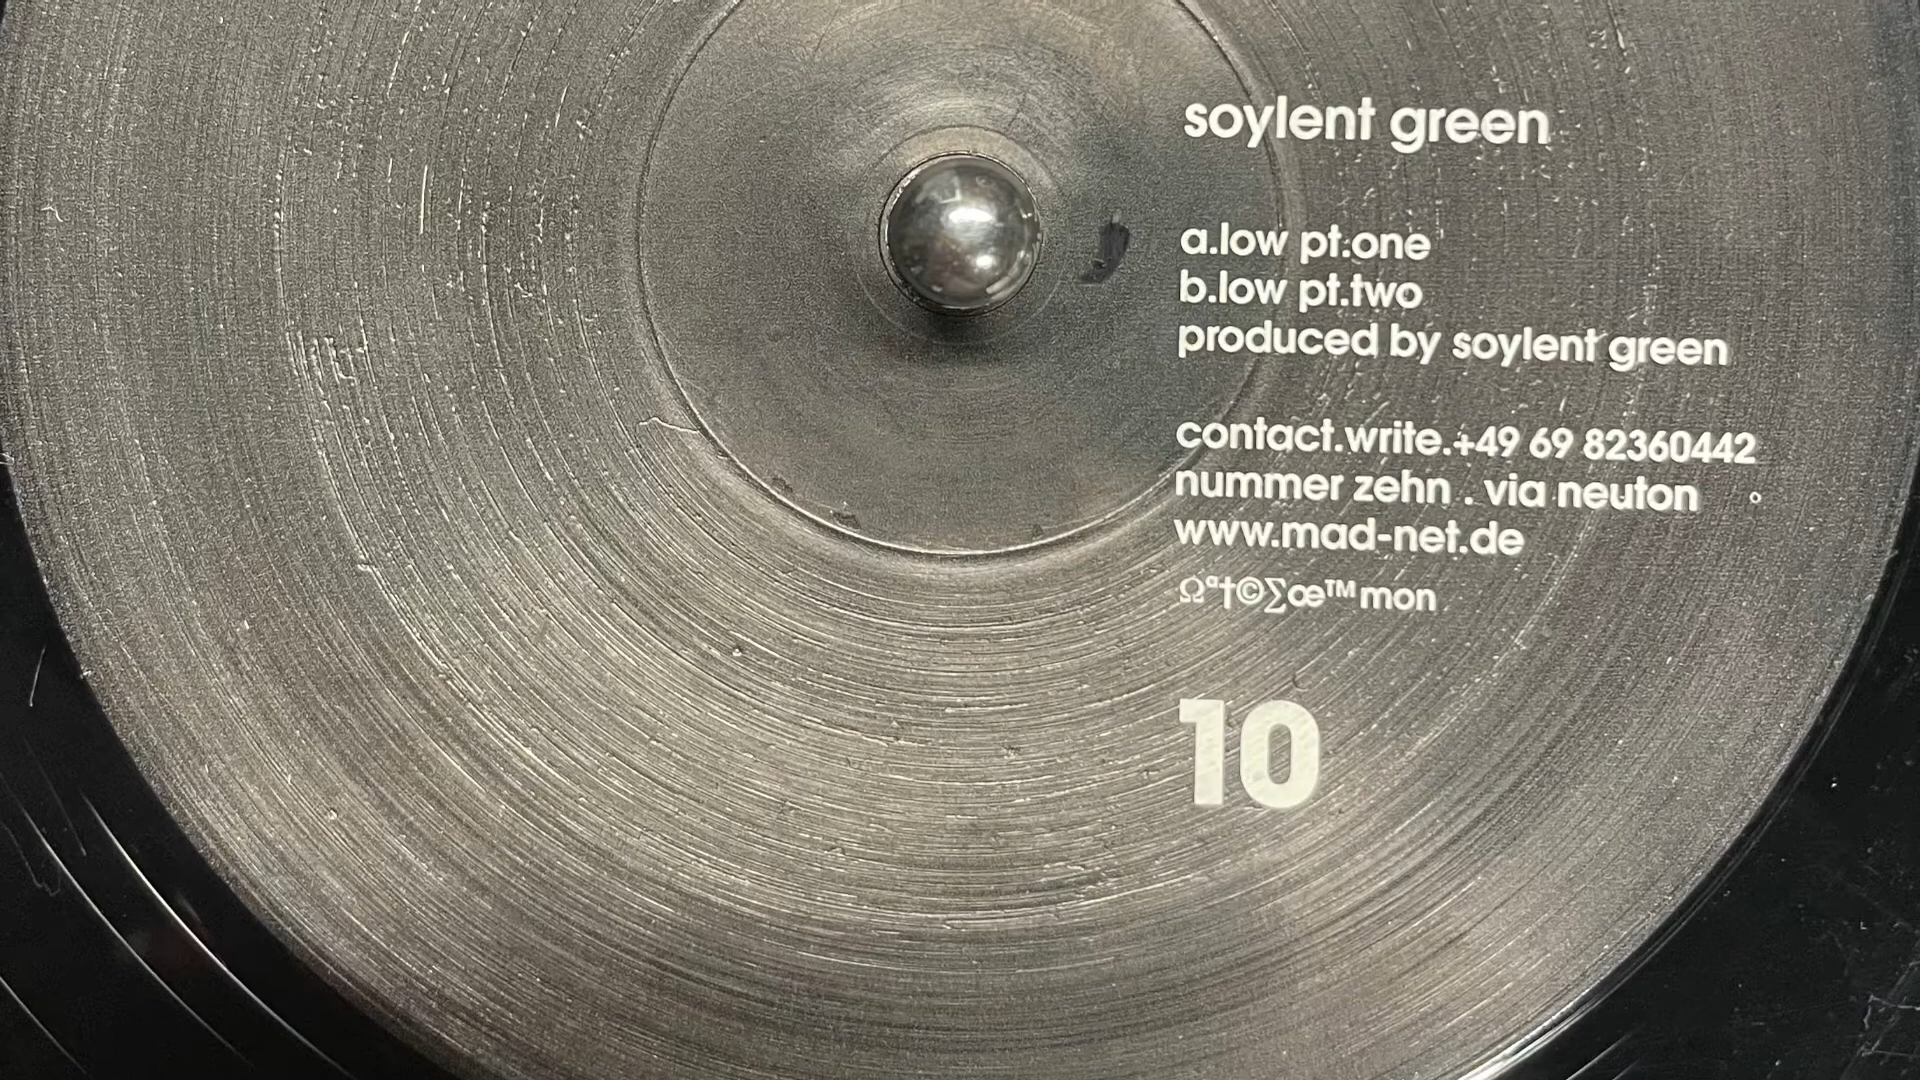 soylent green
a.low pt.one
b.low pt.two
produced by soylent green
contact.write.+49 69 82360442
nummer zehn . via neuton
www.mad-net.de
Ωª†©∑œ™mon
10